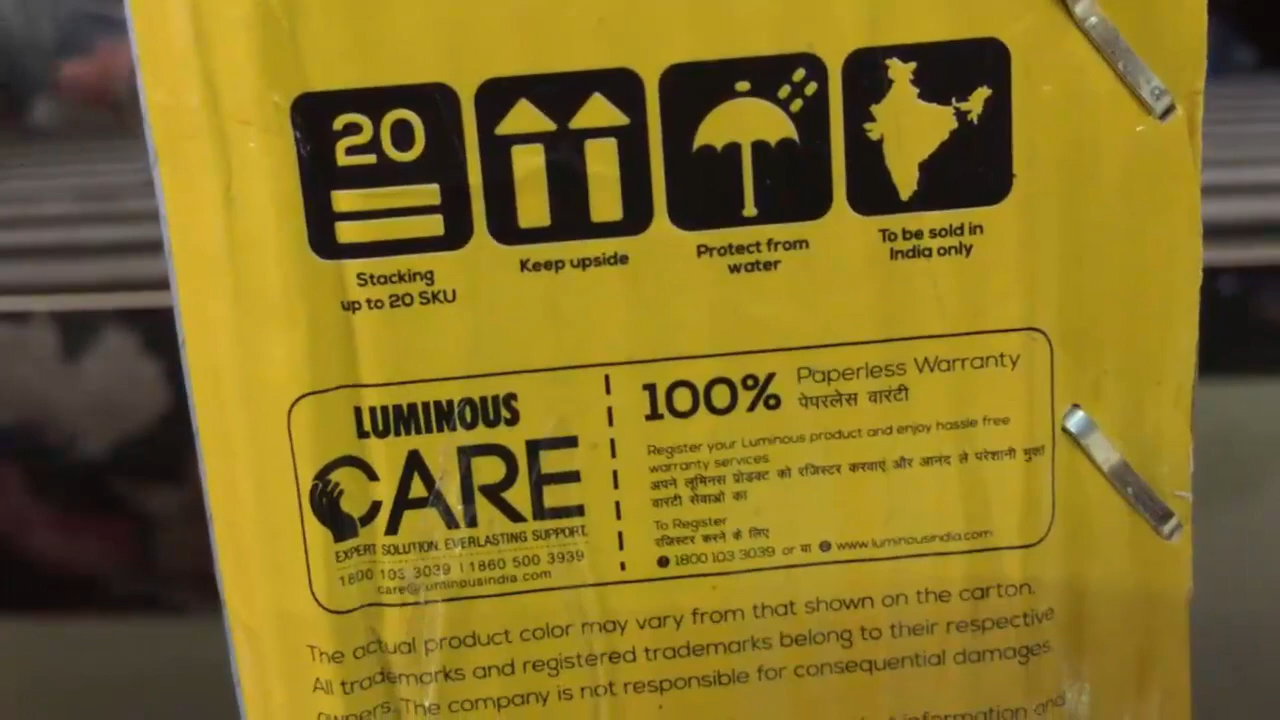 20
Stacking
up to 20 SKU
Keep upside
Protect from
water
To be sold in
India only
LUMINOUS
CARE
EXPERT SOLUTION. EVERLASTING SUPPORT.
1800 103 3039 | 1860 500 3939
care@luminousindia.com
100% Paperless Warranty
पेपरलेस वारंटी
Register your Luminous product and enjoy hassle free
warranty services
अपने लूमिनस प्रोडक्ट को रजिस्टर करवाएं और आनंद ले परेशानी मुक्त
वारंटी सेवाओं का
To Register
रजिस्टर करने के लिए
1800 103 3039 or या www.luminousindia.com
The actual product color may vary from that shown on the carton.
All trademarks and registered trademarks belong to their respective
owners. The company is not responsible for consequential damages.
information and